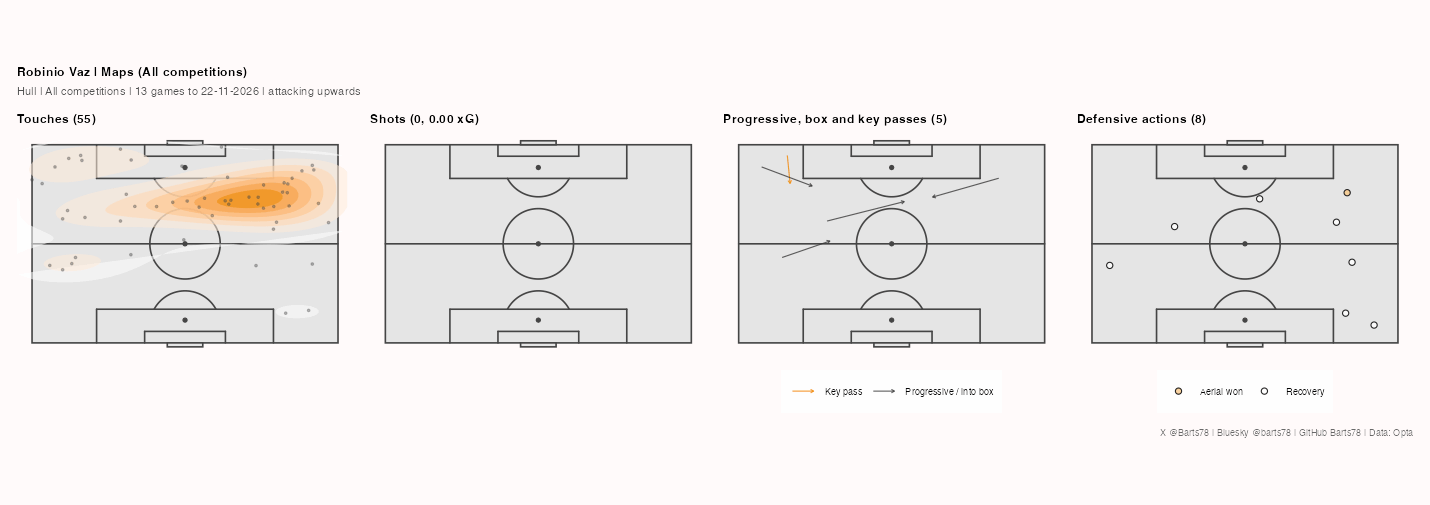 Robinio Vaz | Maps (All competitions)
Hull | All competitions | 13 games to 22-11-2026 | attacking upwards
Touches (55)
Shots (0, 0.00 xG)
Progressive, box and key passes (5)
Defensive actions (8)
Key pass
Progressive / into box
Aerial won
Recovery
X @Barts78 | Bluesky @barts78 | GitHub Barts78 | Data: Opta